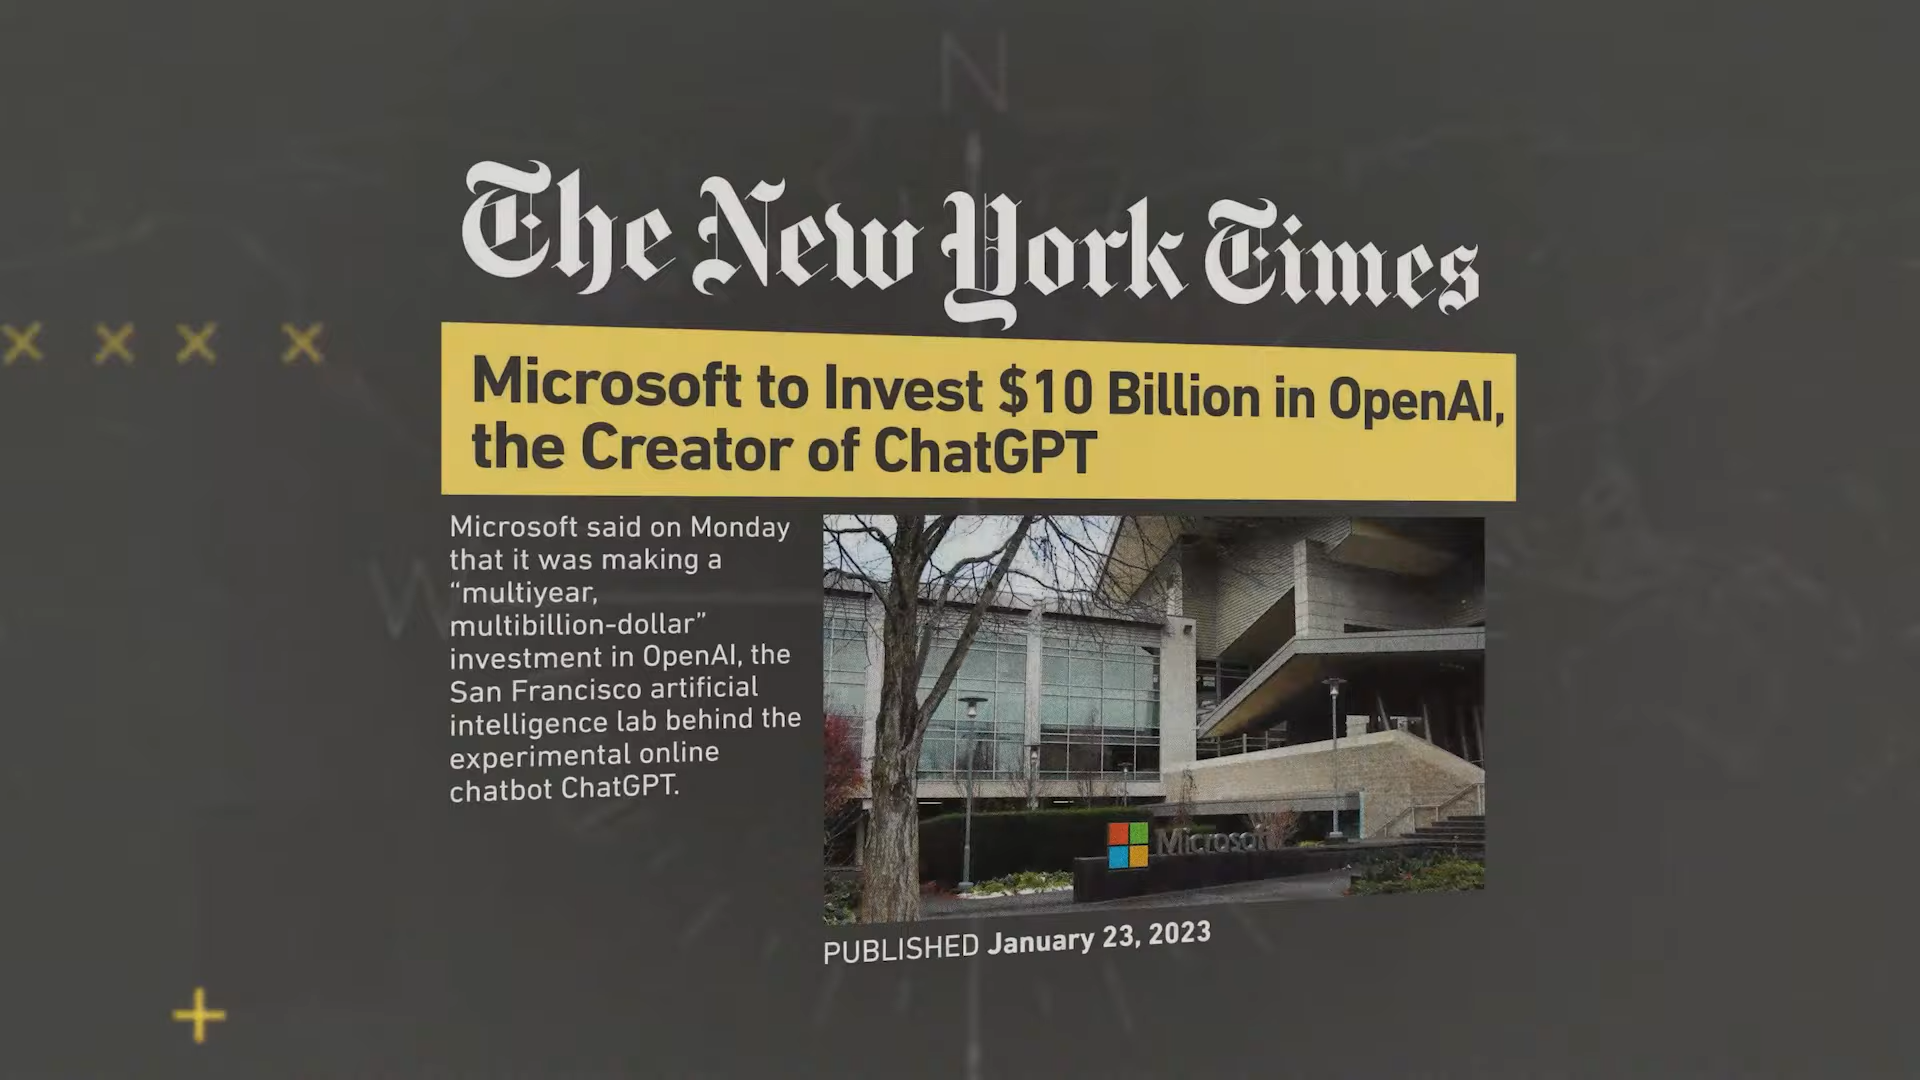 N
The New York Times
Microsoft to Invest $10 Billion in OpenAI,
the Creator of ChatGPT
Microsoft said on Monday
that it was making a
“multiyear,
multibillion-dollar”
investment in OpenAI, the
San Francisco artificial
intelligence lab behind the
experimental online
chatbot ChatGPT.
W
Microsoft
PUBLISHED January 23, 2023